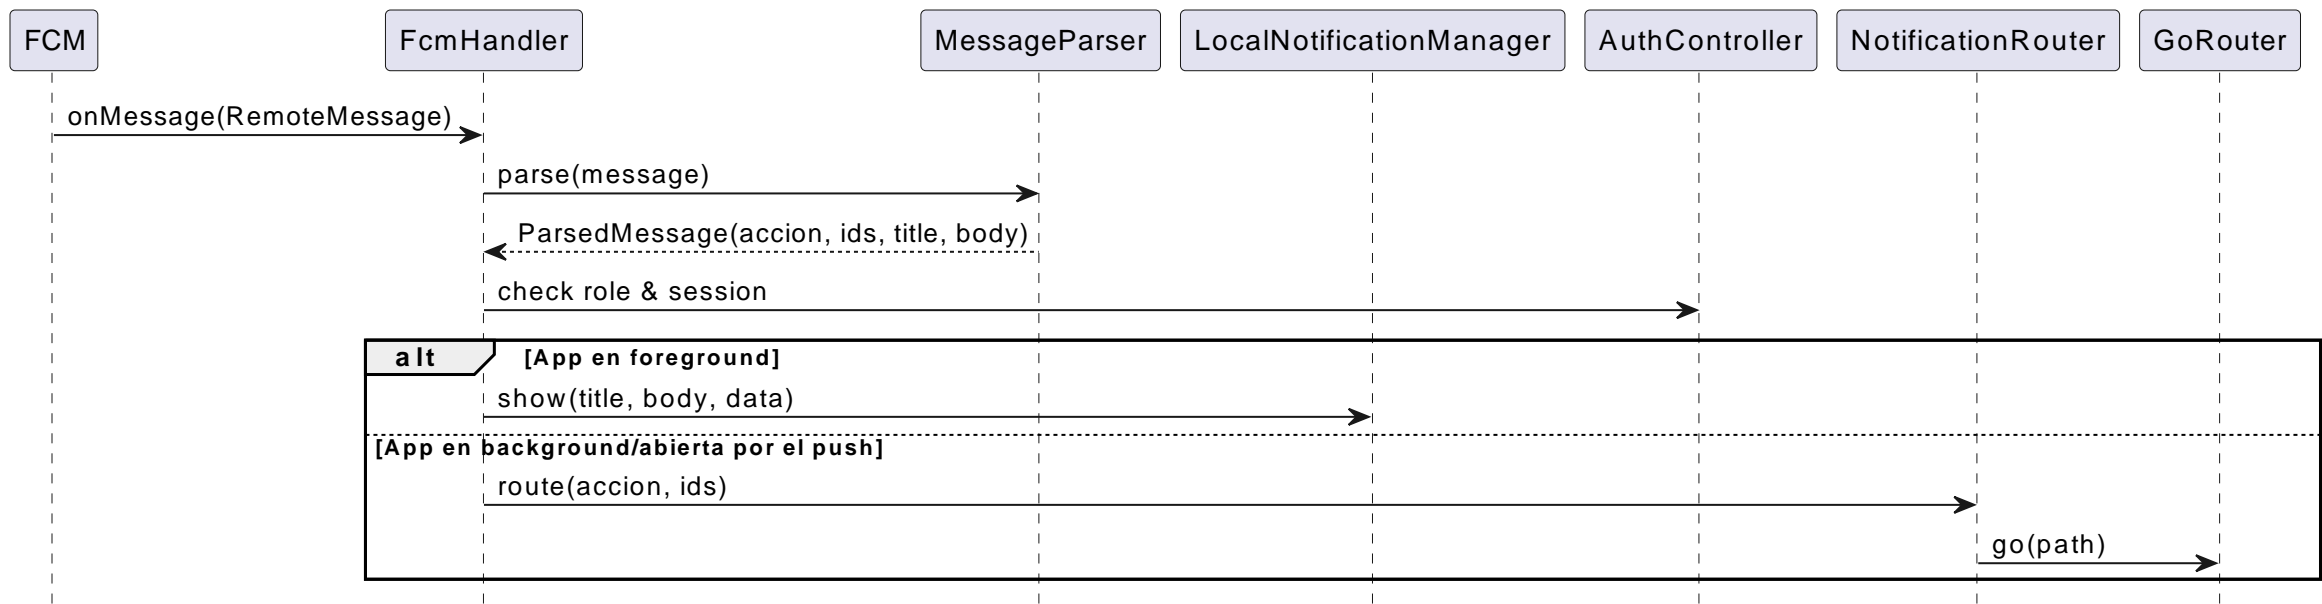 FCM
FcmHandler
MessageParser
LocalNotificationManager
AuthController
NotificationRouter
GoRouter
onMessage(RemoteMessage)
parse(message)
ParsedMessage(accion, ids, title, body)
check role & session
alt
[App en foreground]
show(title, body, data)
[App en background/abierta por el push]
route(accion, ids)
go(path)